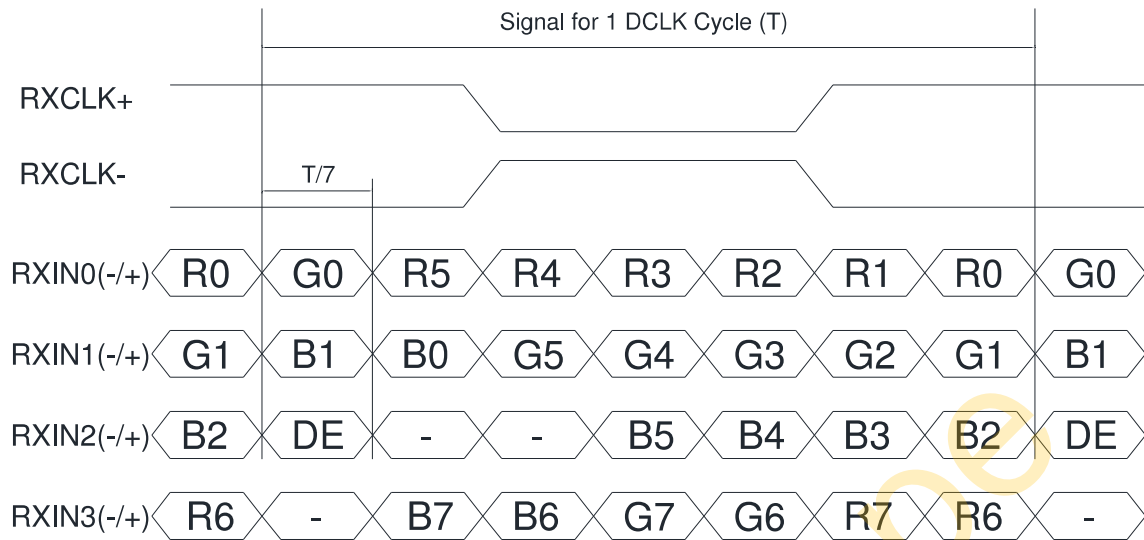 Signal for 1 DCLK Cycle (T)
RXCLK+
RXCLK-
T/7
RXIN0(-/+) R0 G0 R5 R4 R3 R2 R1 R0 G0
RXIN1(-/+) G1 B1 B0 G5 G4 G3 G2 G1 B1
RXIN2(-/+) B2 DE - - B5 B4 B3 B2 DE
RXIN3(-/+) R6 - B7 B6 G7 G6 R7 R6 -